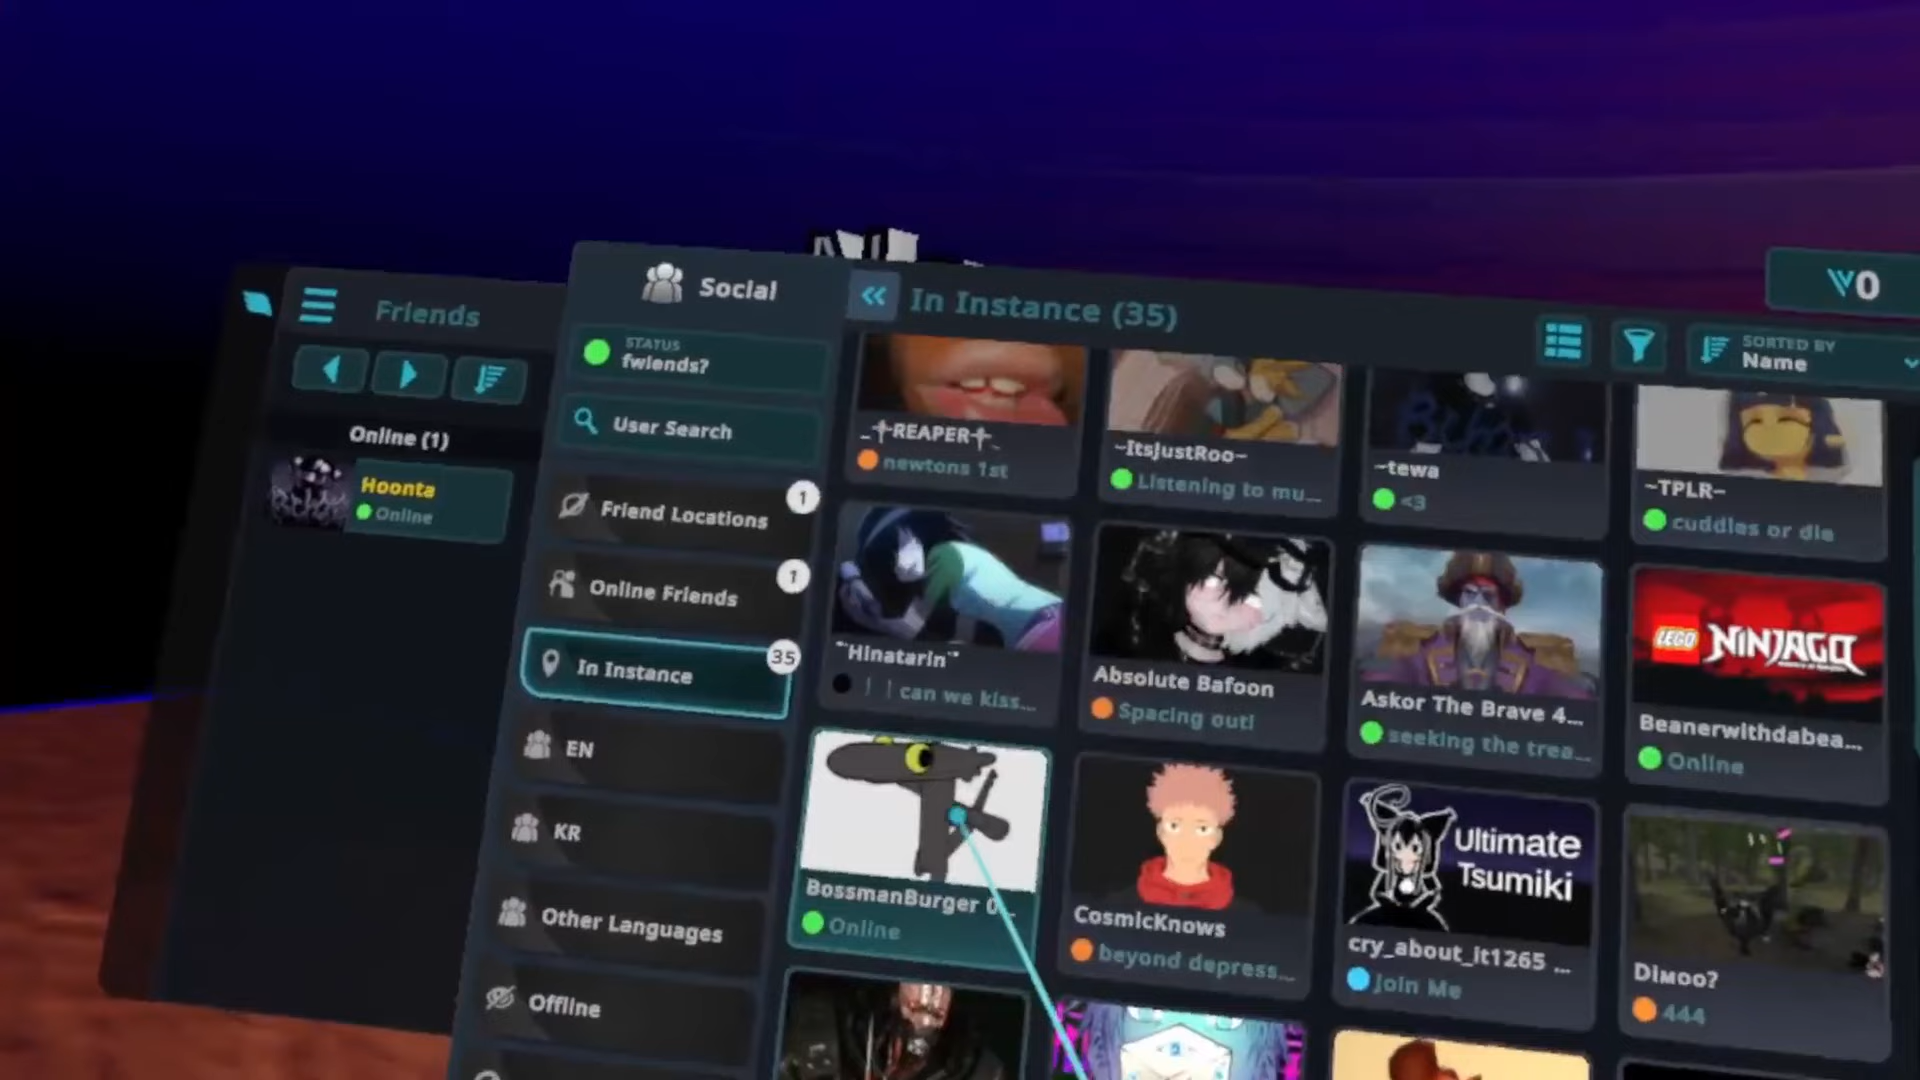 Friends
Online (1)
Hoonta
Online
Social
STATUS
fwiends?
User Search
Friend Locations
1
Online Friends
1
In Instance
35
EN
KR
Other Languages
Offline
In Instance (35)
0
SORTED BY
Name
_†REAPER†_
newtons 1st
~ItsJustRoo~
Listening to mu...
~tewa
<3
~TPLR~
cuddles or die
~Hinatarin~
| | can we kiss...
Absolute Bafoon
Spacing out!
Askor The Brave 4...
seeking the trea...
LEGO NINJAGO
Beanerwithdabea...
Online
BossmanBurger 0...
Online
CosmicKnows
beyond depress...
Ultimate
Tsumiki
cry_about_it1265 ...
Join Me
Dimoo?
444